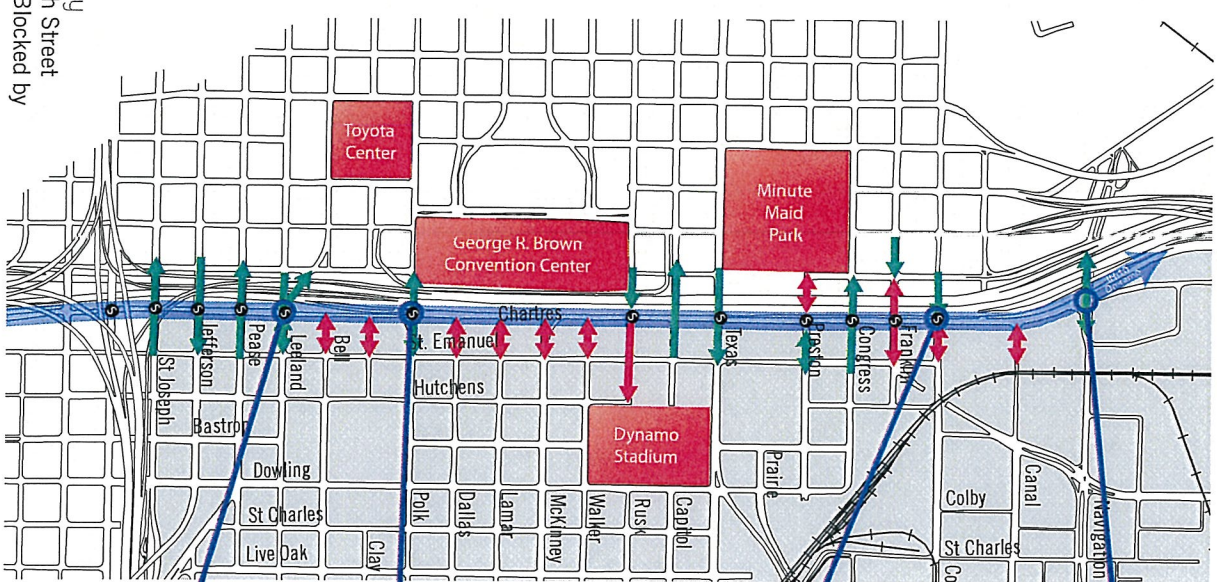 y
h Street
Blocked by
Toyota
Center
George R. Brown
Convention Center
Minute
Maid
Park
Dynamo
Stadium
Chartres
St. Emanuel
Hutchens
Bastrop
Dowling
St Charles
Live Oak
St Joseph
Jefferson
Pease
Leeland
Bell
Clay
Polk
Dallas
Lamar
McKinney
Walker
Rusk
Capitol
Texas
Prairie
Preston
Congress
Franklin
Canal
Navigation
Colby
St Charles
Co
S
S
S
S
S
S
S
S
S
S
S
S